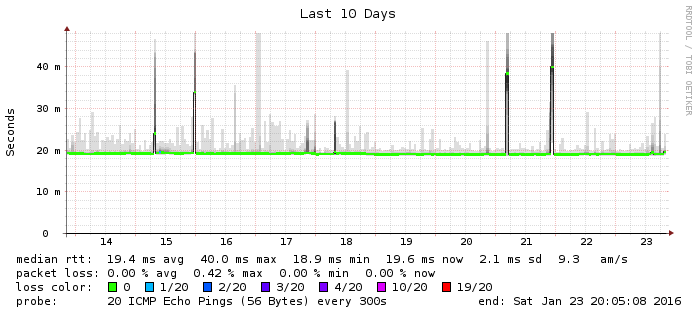 Last 10 Days
RRDTOOL / TOBI OETIKER
Seconds
40 m
30 m
20 m
10 m
0
14 15 16 17 18 19 20 21 22 23
median rtt: 19.4 ms avg 40.0 ms max 18.9 ms min 19.6 ms now 2.1 ms sd 9.3 am/s
packet loss: 0.00 % avg 0.42 % max 0.00 % min 0.00 % now
loss color: 0 1/20 2/20 3/20 4/20 10/20 19/20
probe: 20 ICMP Echo Pings (56 Bytes) every 300s end: Sat Jan 23 20:05:08 2016